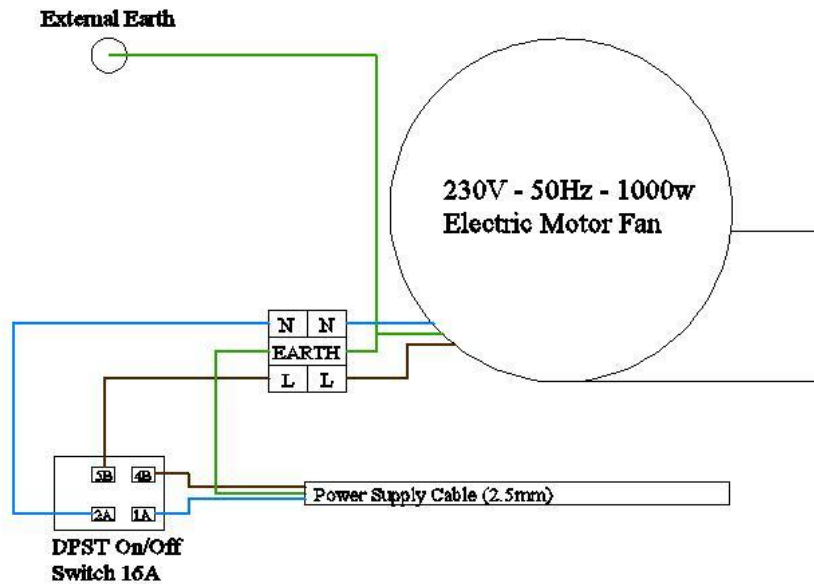 External Earth
230V - 50Hz - 1000w
Electric Motor Fan
N N
EARTH
L L
5B 4B
2A 1A
Power Supply Cable (2.5mm)
DPST On/Off
Switch 16A